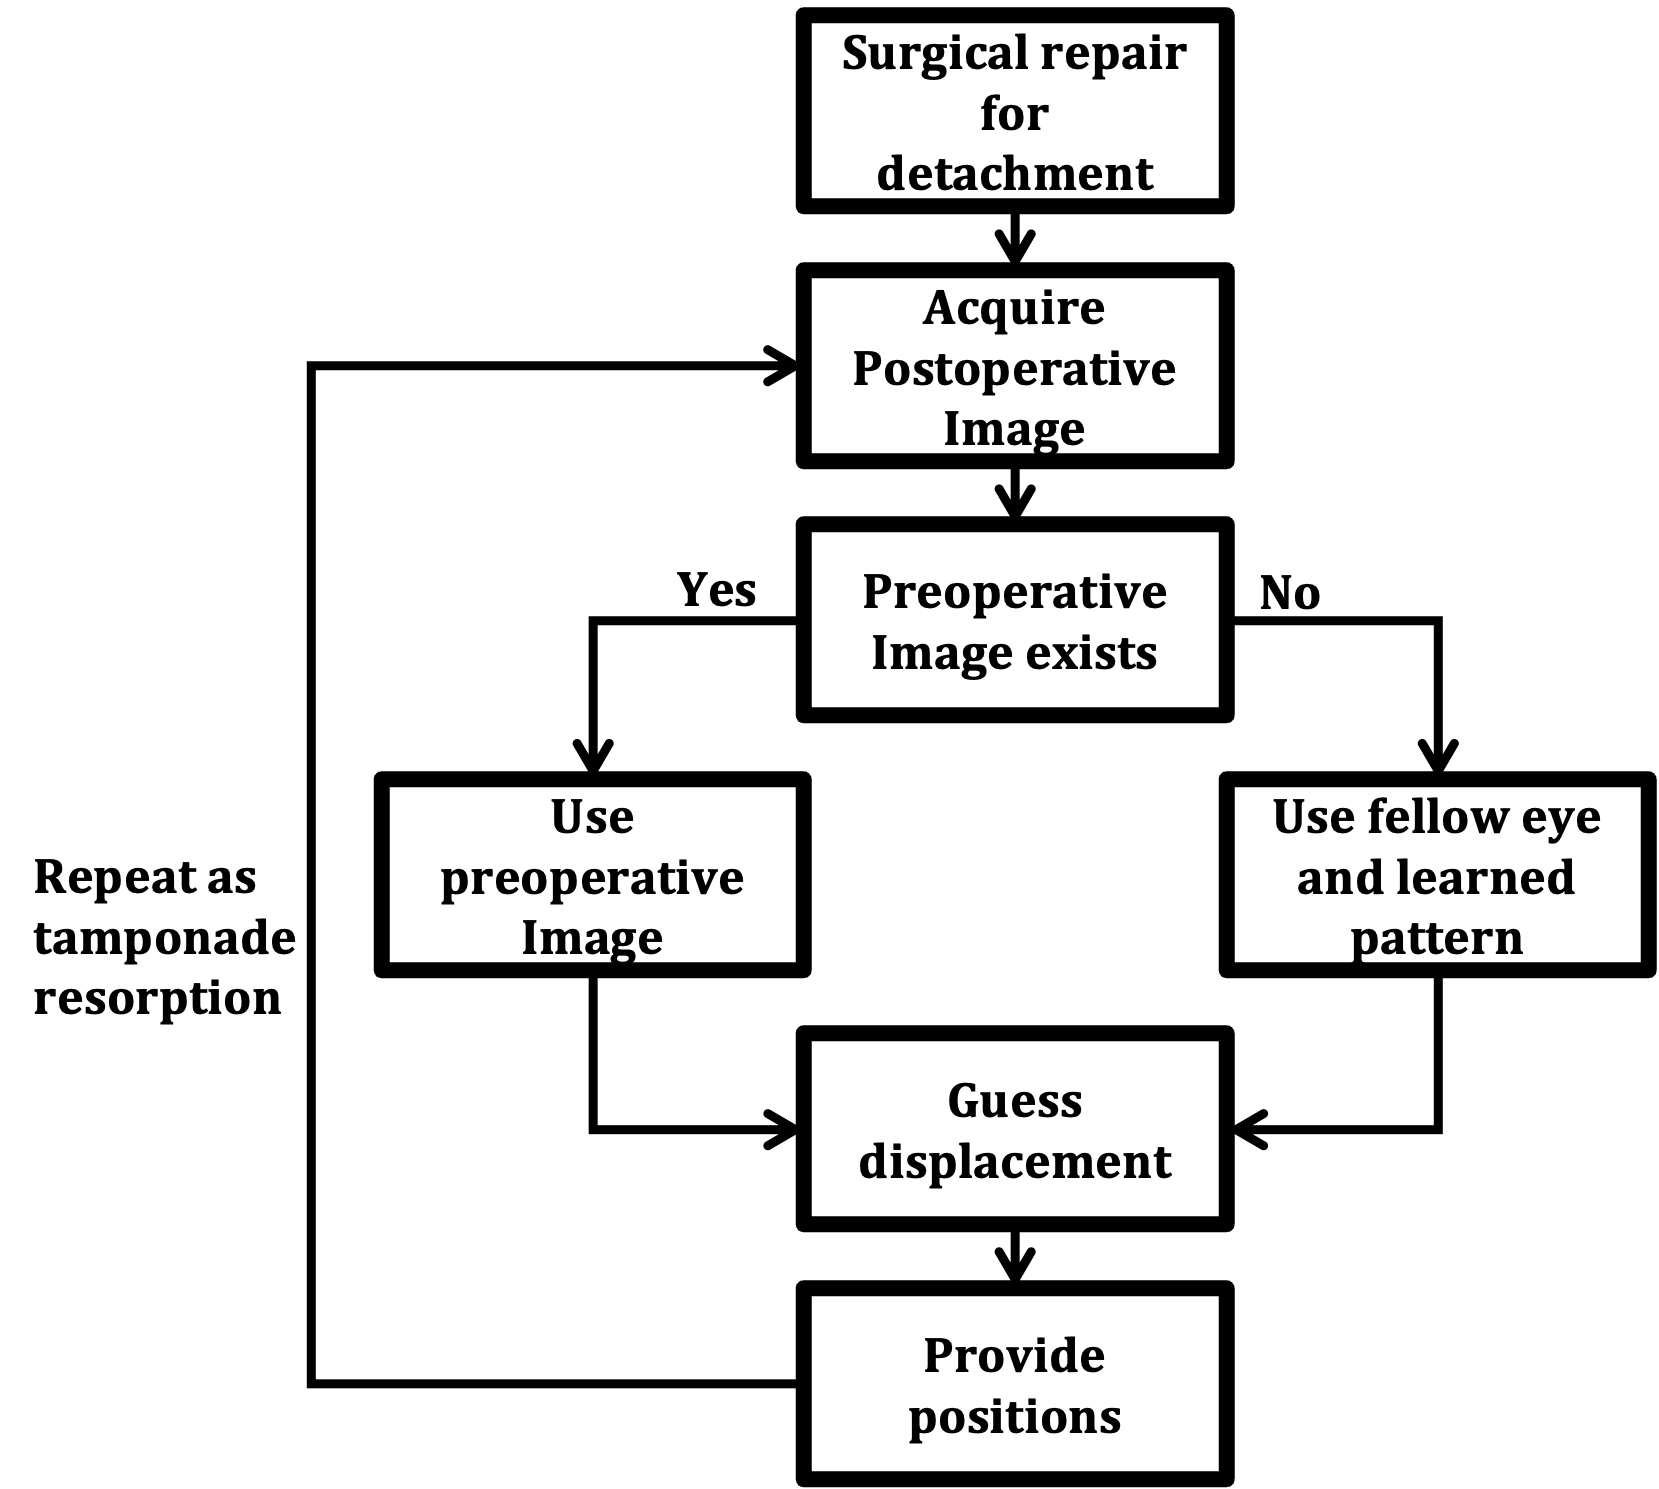 Surgical repair
for
detachment
Acquire
Postoperative
Image
Yes
Preoperative
Image exists
No
Use
preoperative
Image
Use fellow eye
and learned
pattern
Repeat as
tamponade
resorption
Guess
displacement
Provide
positions